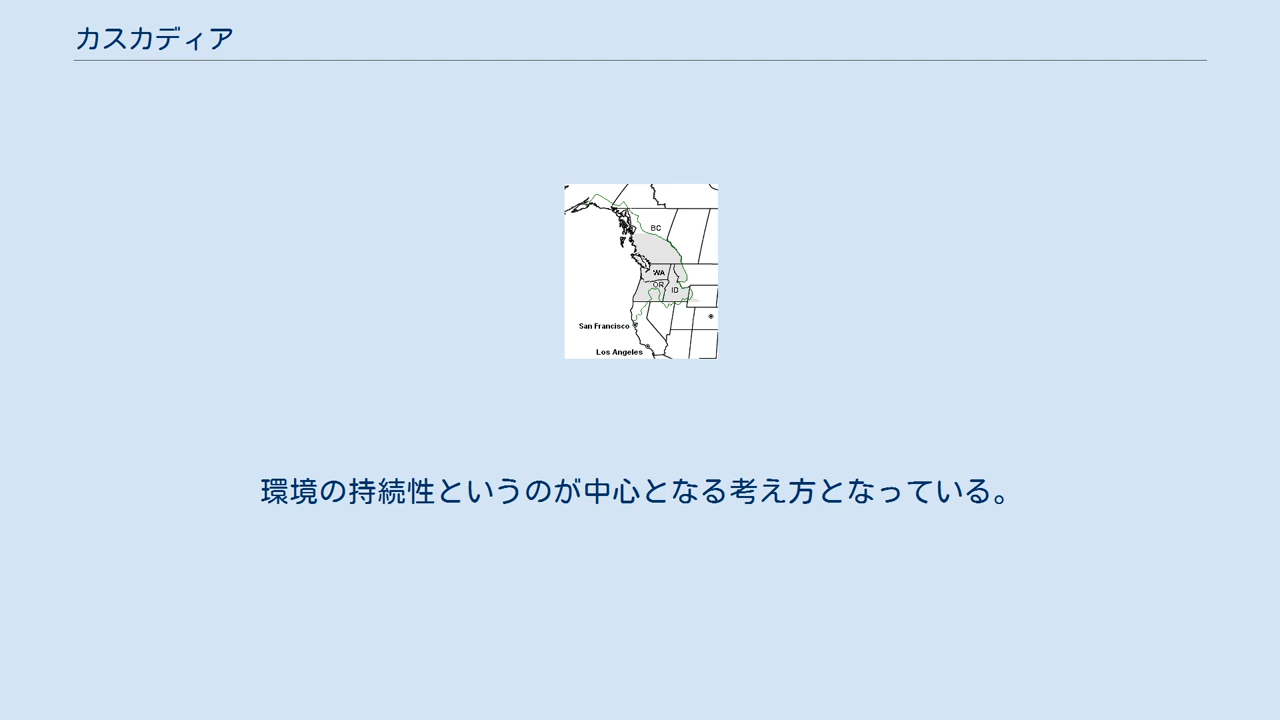 カスカディア
BC
WA
OR
ID
San Francisco
Los Angeles
環境の持続性というのが中心となる考え方となっている。